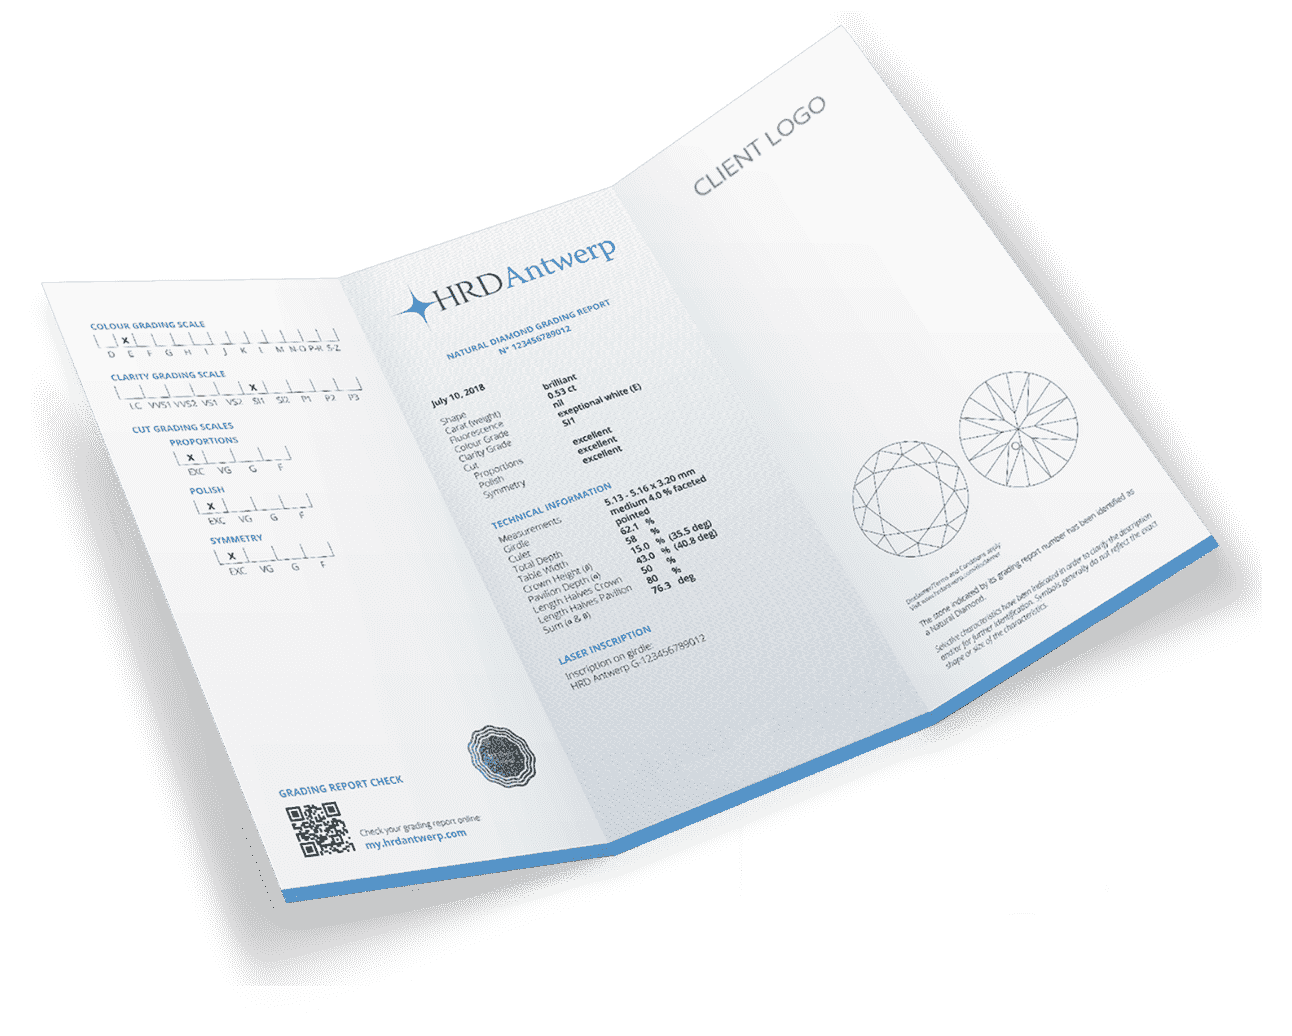 COLOUR GRADING SCALE
X
D E F G H I J K L M N-O P-R S-Z
CLARITY GRADING SCALE
X
LC VVS1 VVS2 VS1 VS2 SI1 SI2 P1 P2 P3
CUT GRADING SCALES
PROPORTIONS
X
EXC VG G F
POLISH
X
EXC VG G F
SYMMETRY
X
EXC VG G F
GRADING REPORT CHECK
Check your grading report online
my.hrdantwerp.com
HRD Antwerp
NATURAL DIAMOND GRADING REPORT
N° 123456789012
July 10, 2018
Shape brilliant
Carat (weight) 0.53 ct
Fluorescence nil
Colour Grade exeptional white (E)
Clarity Grade SI1
Cut
Proportions excellent
Polish excellent
Symmetry excellent
TECHNICAL INFORMATION
Measurements 5.13 - 5.16 x 3.20 mm
Girdle medium 4.0 % faceted
Culet pointed
Total Depth 62.1 %
Table Width 58 %
Crown Height (β) 15.0 % (35.5 deg)
Pavilion Depth (α) 43.0 % (40.8 deg)
Length Halves Crown 50 %
Length Halves Pavilion 80 %
Sum (α & β) 76.3 deg
LASER INSCRIPTION
Inscription on girdle:
HRD Antwerp G-123456789012
CLIENT LOGO
Disclaimer/Terms and Conditions apply
Visit www.hrdantwerp.com/disclaimer
The stone indicated by its grading report number has been identified as
a Natural Diamond.
Selective characteristics have been indicated in order to clarify the description
and/or for further identification. Symbols generally do not reflect the exact
shape or size of the characteristics.